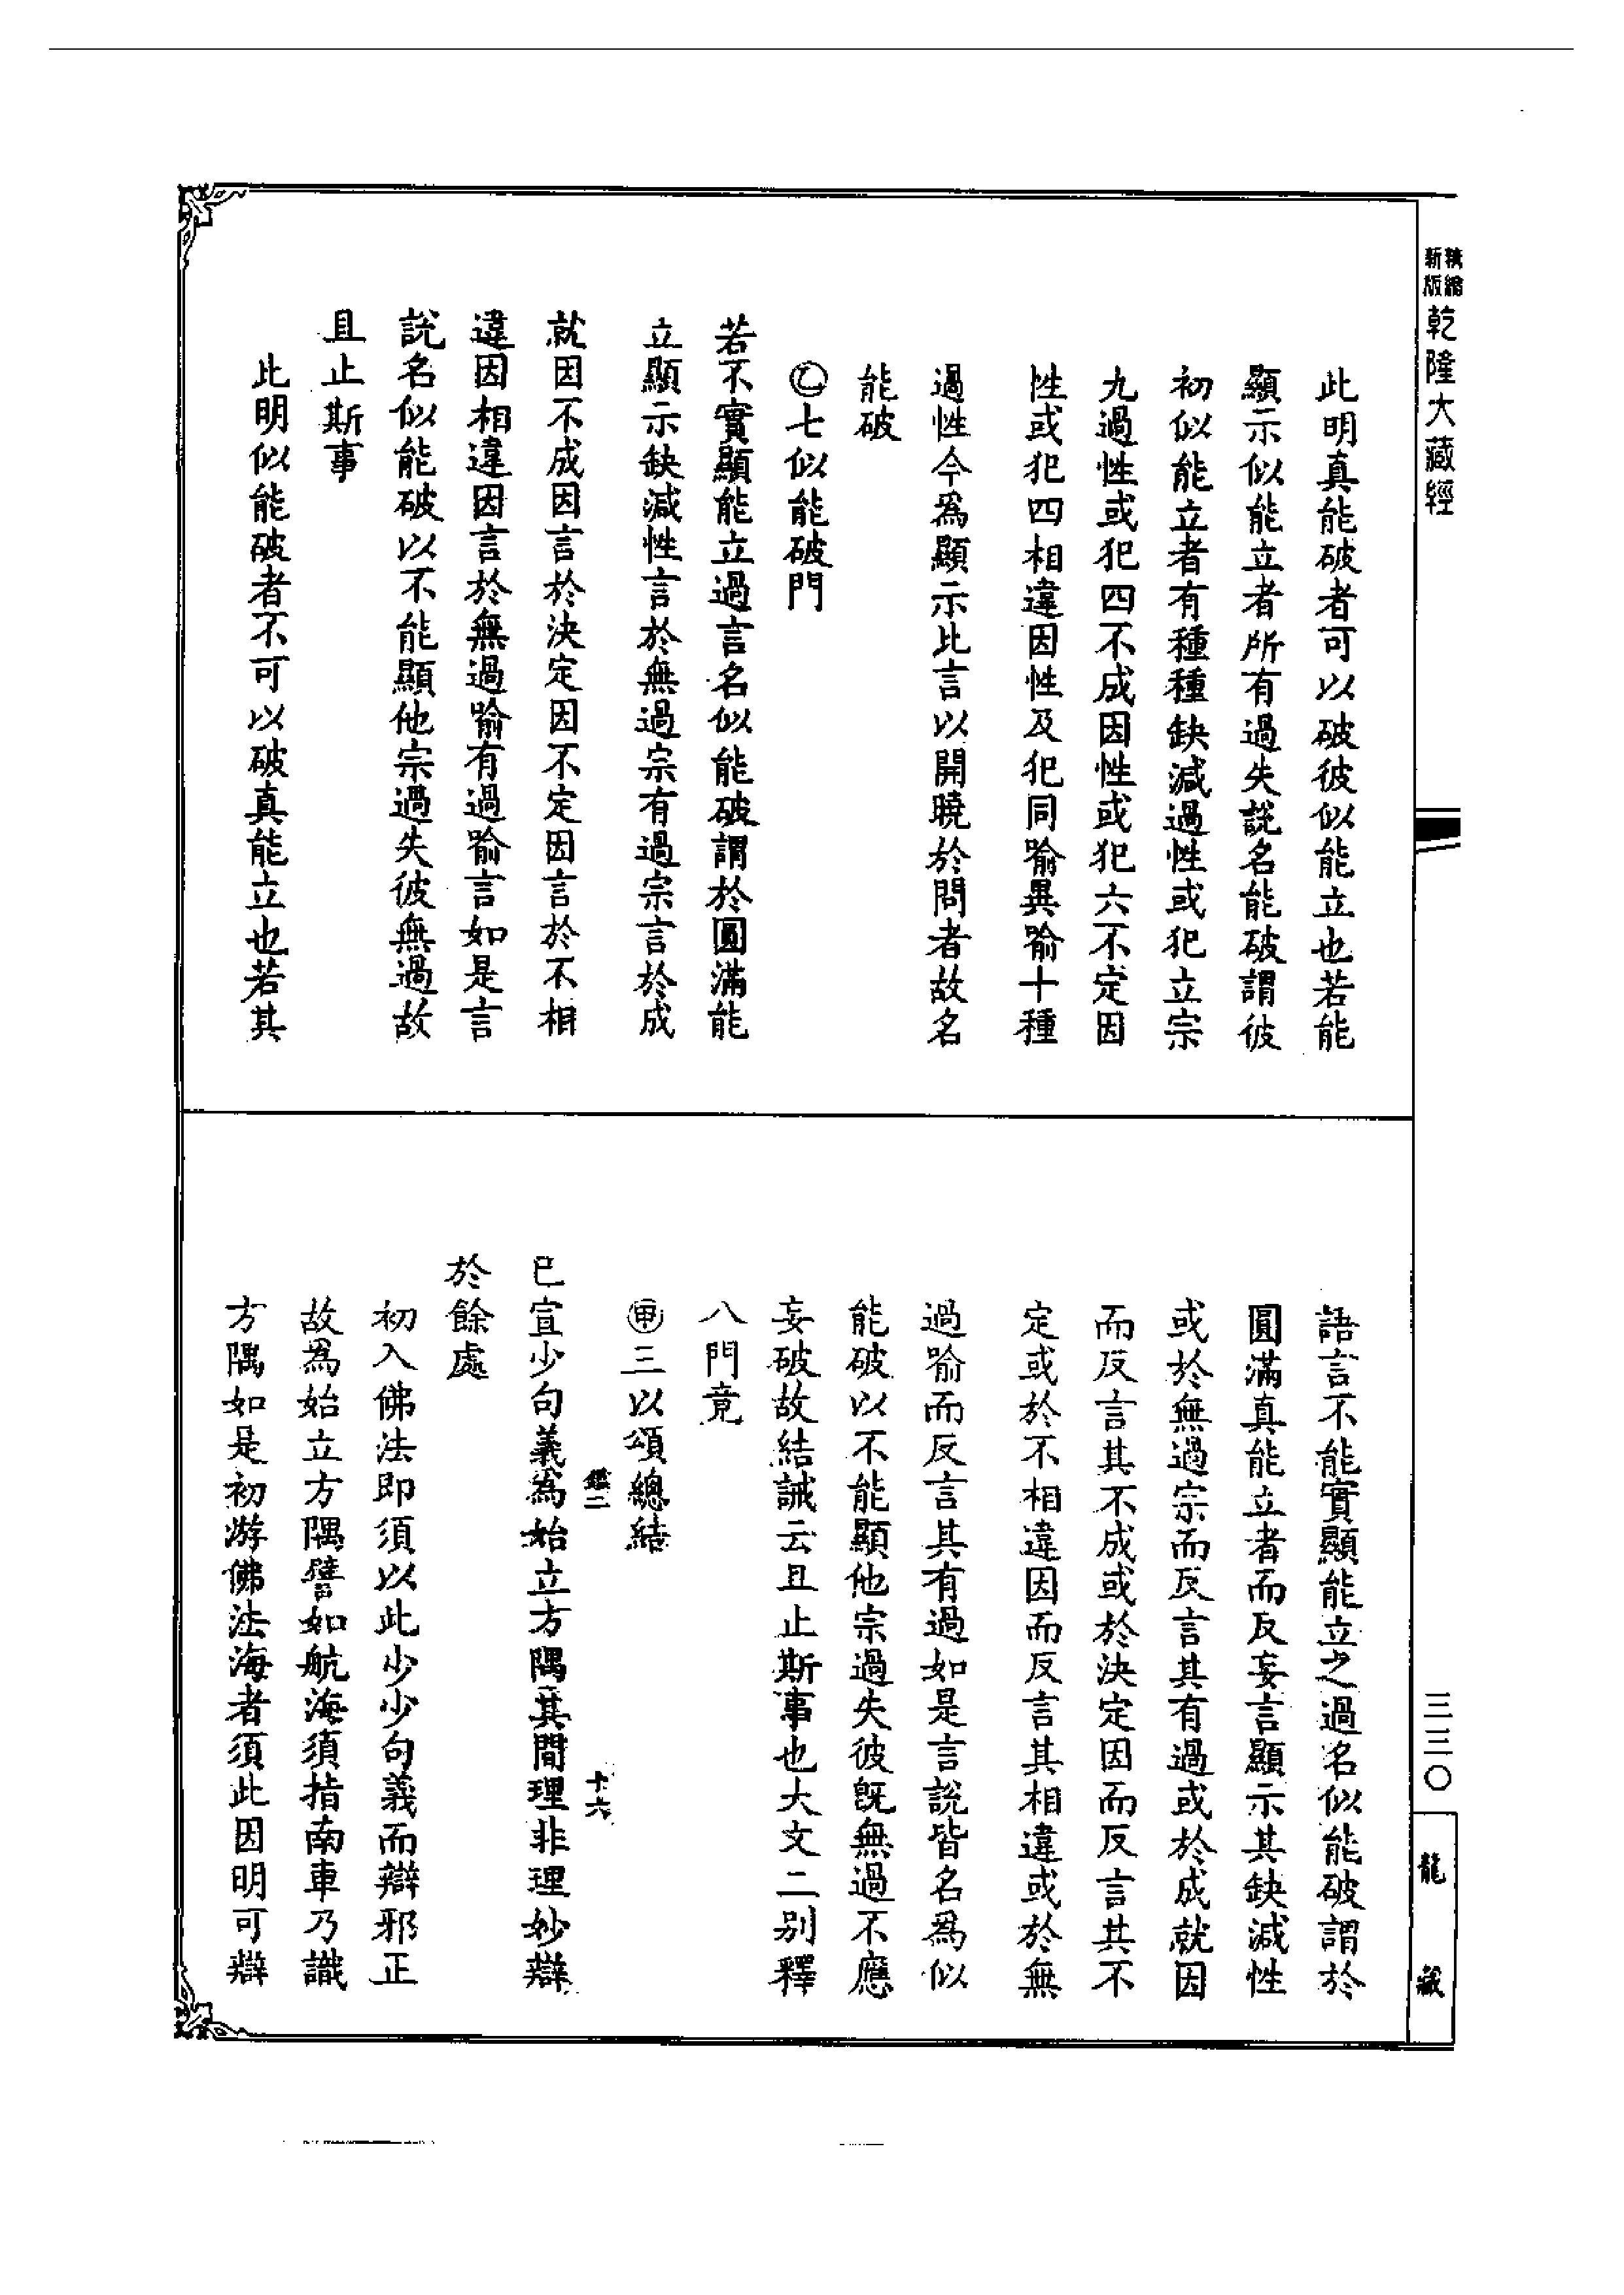 精繪新版乾隆大藏經
此明真能破者可以破彼似能立也若能
顯示似能立者所有過失説名能破謂彼
初似能立者有種種缺減過性或犯立宗
九過性或犯四不成因性或犯六不定因
性或犯四相違因性及犯同喻異喻十種
過性今爲顯示此言以開曉於問者故名
能破
㊁七似能破門
若不實顯能立過言名似能破謂於圓滿能
立顯示缺減性言於無過宗有過宗言於成
就因不成因言於決定因不定因言於不相
違因相違因言於無過喻有過喻言如是言
説名似能破以不能顯他宗過失彼無過故
且止斯事
此明似能破者不可以破真能立也若其
語言不能實顯能立之過名似能破謂於
圓滿真能立者而反妄言顯示其缺減性
或於無過宗而反言其有過或於成就因
而反言其不成或於決定因而反言其不
定或於不相違因而反言其相違或於無
過喻而反言其有過如是言説皆名爲似
能破以不能顯他宗過失彼既無過不應
妄破故結誡云且止斯事也大文二别釋
八門竟
㊙三以頌總結
鑑二 十六
已宣少句義爲始立方隅其間理非理妙辯
於餘處
初入佛法即須以此少少句義而辯邪正
故爲始立方隅譬如航海須指南車乃識
方隅如是初游佛法海者須此因明可辯
三三〇
龍藏